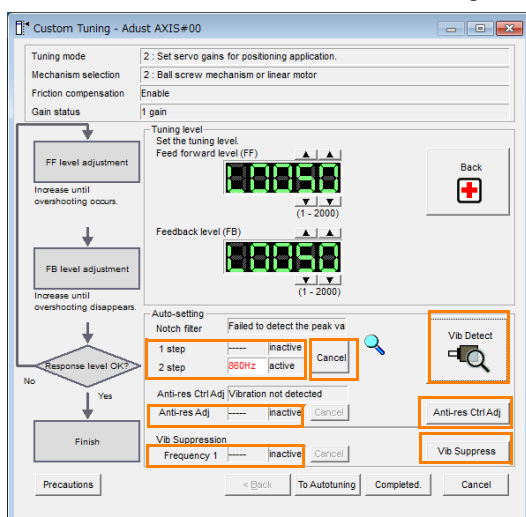 Custom Tuning - Adust AXIS#00
Tuning mode 2 : Set servo gains for positioning application.
Mechanism selection 2 : Ball screw mechanism or linear motor
Friction compensation Enable
Gain status 1 gain
FF level adjustment
Increase until
overshooting occurs.
FB level adjustment
Increase until
overshooting disappears.
Response level OK?
No
Yes
Finish
Tuning level
Set the tuning level.
Feed forward level (FF)
L0050
(1 - 2000)
Feedback level (FB)
L0050
(1 - 2000)
Back
Auto-setting
Notch filter Failed to detect the peak va
1 step ----- inactive
2 step 860Hz active
Cancel
Vib Detect
Anti-res Ctrl Adj Vibration not detected
Anti-res Adj ----- inactive Cancel
Anti-res Ctrl Adj
Vib Suppression
Frequency 1 ----- inactive Cancel
Vib Suppress
Precautions < Back To Autotuning Completed. Cancel